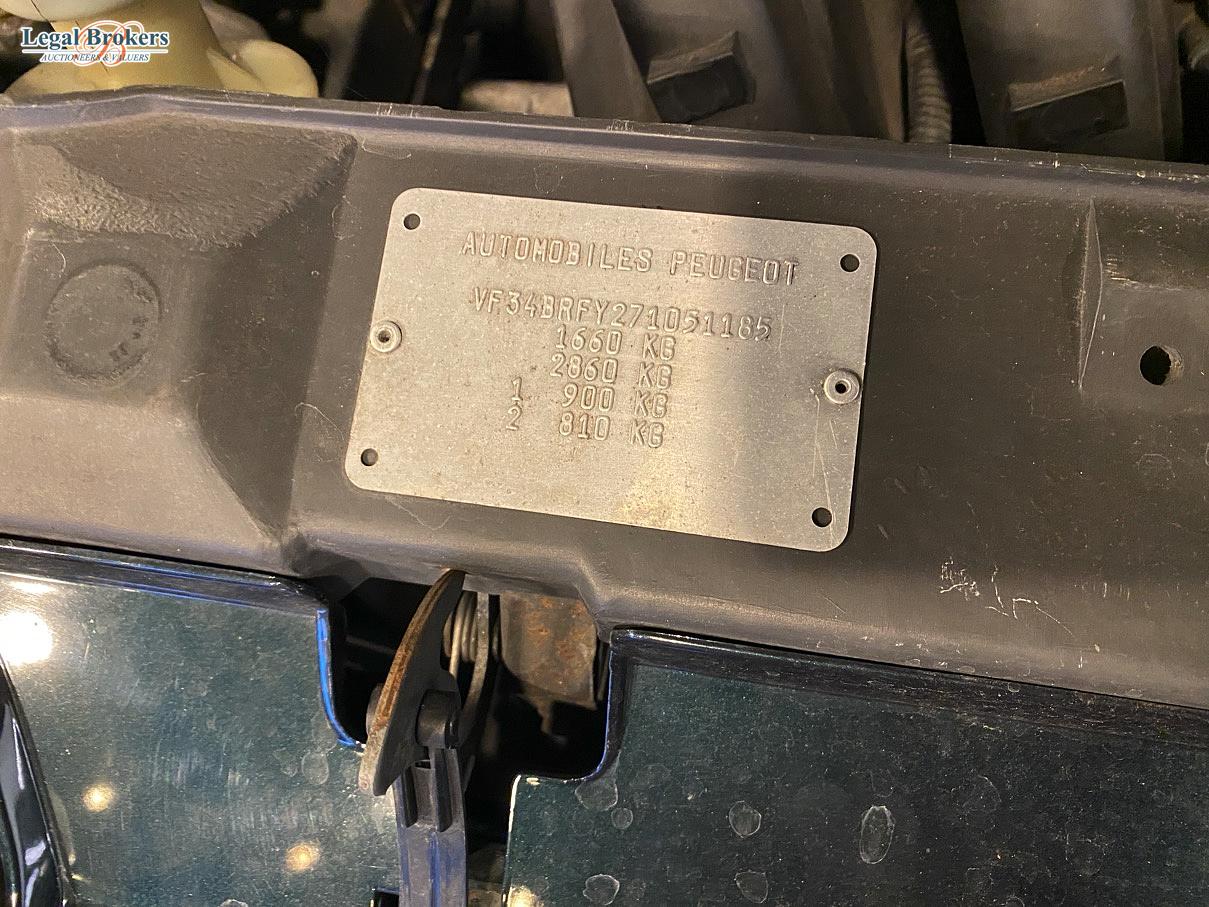 Legal Brokers
AUCTIONEERS & VALUERS
AUTOMOBILES PEUGEOT
VF34BRFY271051185
1660 KG
2860 KG
1 900 KG
2 810 KG